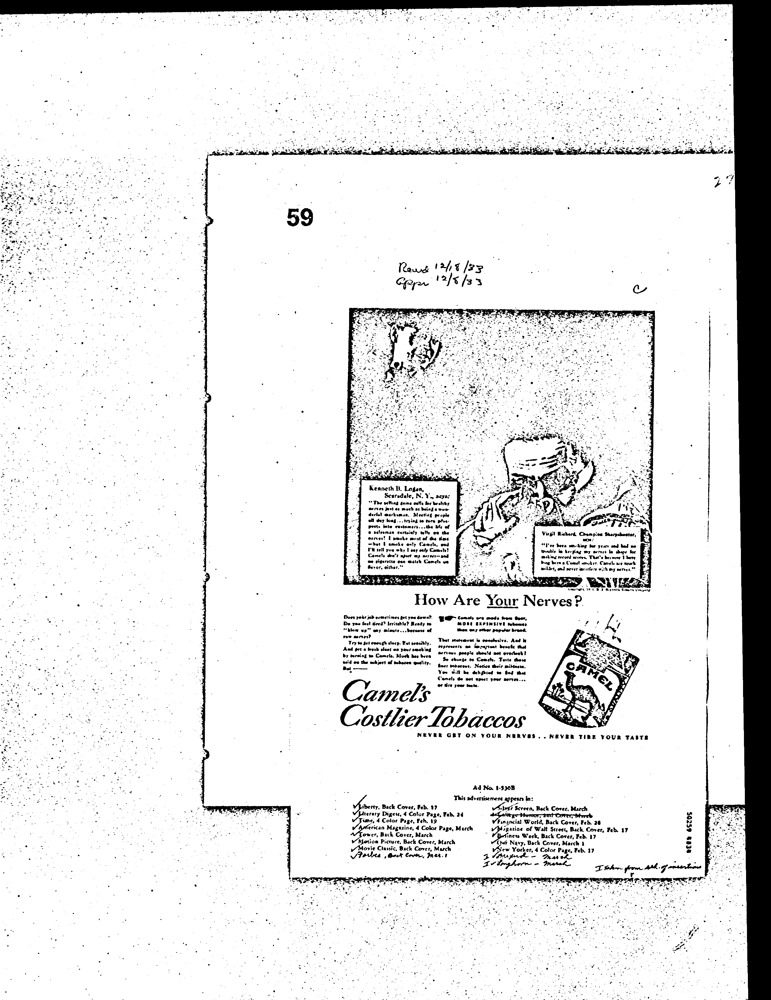 27
59
12/18/33
Appr 12/8/33
C
Kenneth B. Logan,
Scarsdale, N. Y., says:
"The selling game calls for healthy
nerves just as much as being a won-
derful marksman. Meeting people
all day long...trying to turn pros-
pects into customers...the life of
a salesman certainly tells on the
nerves! I smoke most of the time
—but I smoke only Camels, and
I'll tell you why I say only Camels!
Camels don't upset my nerves—and
no cigarette can match Camels on
flavor, either."
Virgil Richard, Champion Sharpshooter,
says:
"I've been smoking for years and had no
trouble in keeping my nerves in shape for
making record scores. That's because I have
long been a Camel smoker. Camels are much
milder, and never interfere with my nerves."
How Are Your Nerves?
Does your job sometimes get you down?
Do you feel tired? Irritable? Ready to
"blow up" any minute...because of
raw nerves?
Try to get enough sleep. Eat sensibly.
And get a fresh slant on your smoking
by turning to Camels. Much has been
said on the subject of tobacco quality.
But
Camels are made from finer,
MORE EXPENSIVE tobaccos
than any other popular brand.
That statement is conclusive. And it
represents an important benefit that
nervous people should not overlook!
So change to Camels. Taste those
finer tobaccos. Notice their mildness.
You will be delighted to find that
Camels do not upset your nerves...
or tire your taste.
CAMEL
Camel's
Costlier Tobaccos
NEVER GET ON YOUR NERVES . . NEVER TIRE YOUR TASTE
Ad No. 1-930B
This advertisement appears in:
Liberty, Back Cover, Feb. 17
Literary Digest, 4 Color Page, Feb. 24
Time, 4 Color Page, Feb. 19
American Magazine, 4 Color Page, March
Tower, Back Cover, March
Motion Picture, Back Cover, March
Movie Classic, Back Cover, March
Forbes, Back Cover, Mar. 1
Silver Screen, Back Cover, March
College Humor, 2nd Cover, March
Financial World, Back Cover, Feb. 28
Magazine of Wall Street, Back Cover, Feb. 17
Business Week, Back Cover, Feb. 17
Our Navy, Back Cover, March 1
New Yorker, 4 Color Page, Feb. 17
March
Longhorn - March
Taken from sch. of insertion
50259 4839